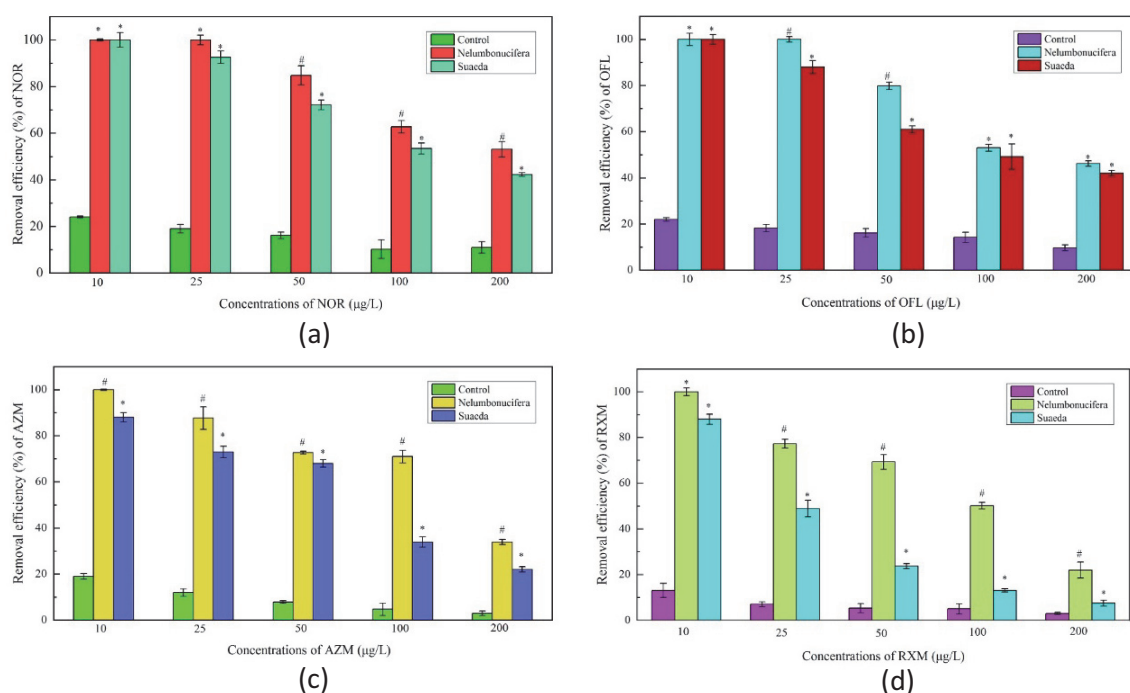 Removal efficiency (%) of NOR
100
80
60
40
20
0
* * * * # * # * # *
Control
Nelumbonucifera
Suaeda
10 25 50 100 200
Concentrations of NOR (μg/L)
(a)
Removal efficiency (%) of OFL
100
80
60
40
20
0
* * # * # * * * * *
Control
Nelumbonucifera
Suaeda
10 25 50 100 200
Concentrations of OFL (μg/L)
(b)
Removal efficiency (%) of AZM
100
80
60
40
20
0
# * # * # * # * # *
Control
Nelumbonucifera
Suaeda
10 25 50 100 200
Concentrations of AZM (μg/L)
(c)
Removal efficiency (%) of RXM
100
80
60
40
20
0
* * # * # * # * # *
Control
Nelumbonucifera
Suaeda
10 25 50 100 200
Concentrations of RXM (μg/L)
(d)